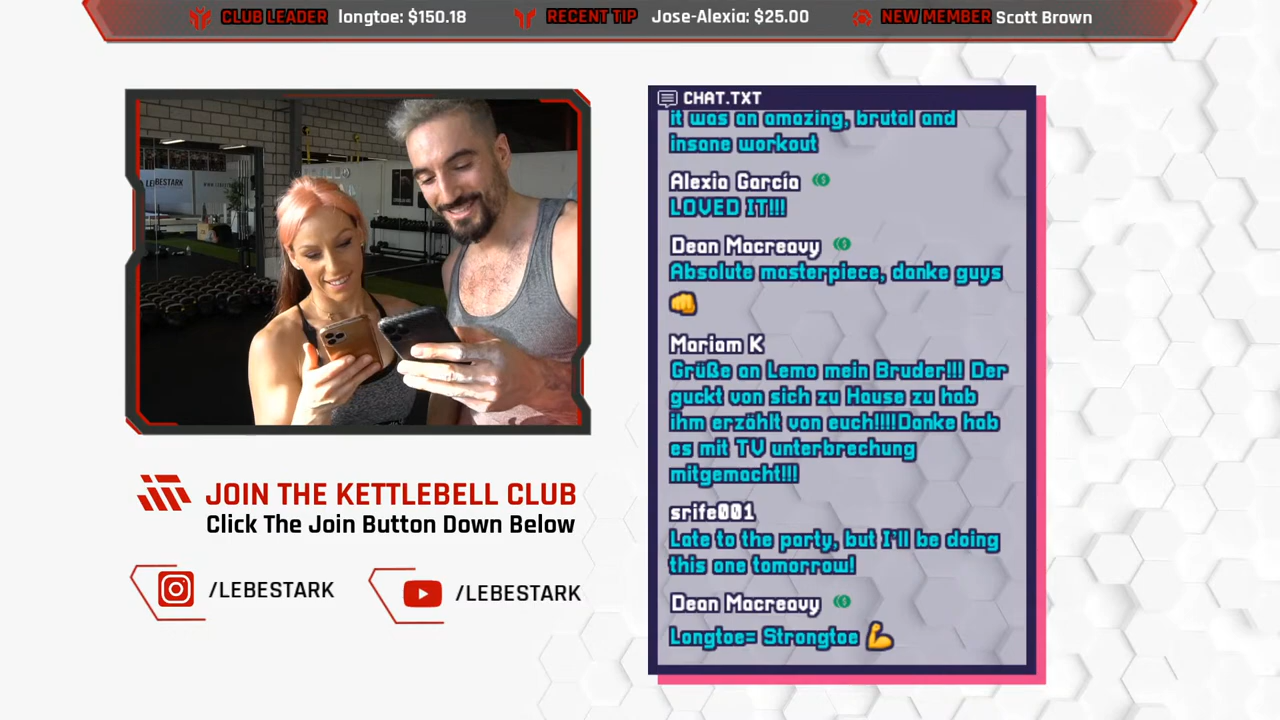 CLUB LEADER longtoe: $150.18 RECENT TIP Jose-Alexia: $25.00 NEW MEMBER Scott Brown
LEBESTARK
CHAT.TXT
it was an amazing, brutal and
insane workout
Alexia García
LOVED IT!!!
Dean Macreavy
Absolute masterpiece, danke guys
👊
Mariam K
Grüße an Lemo mein Bruder!!! Der
guckt von sich zu Hause zu hab
ihm erzählt von euch!!!!Danke hab
es mit TV unterbrechung
mitgemacht!!!
srife001
Late to the party, but I'll be doing
this one tomorrow!
Dean Macreavy
Longtoe= Strongtoe 💪
JOIN THE KETTLEBELL CLUB
Click The Join Button Down Below
/LEBESTARK
/LEBESTARK